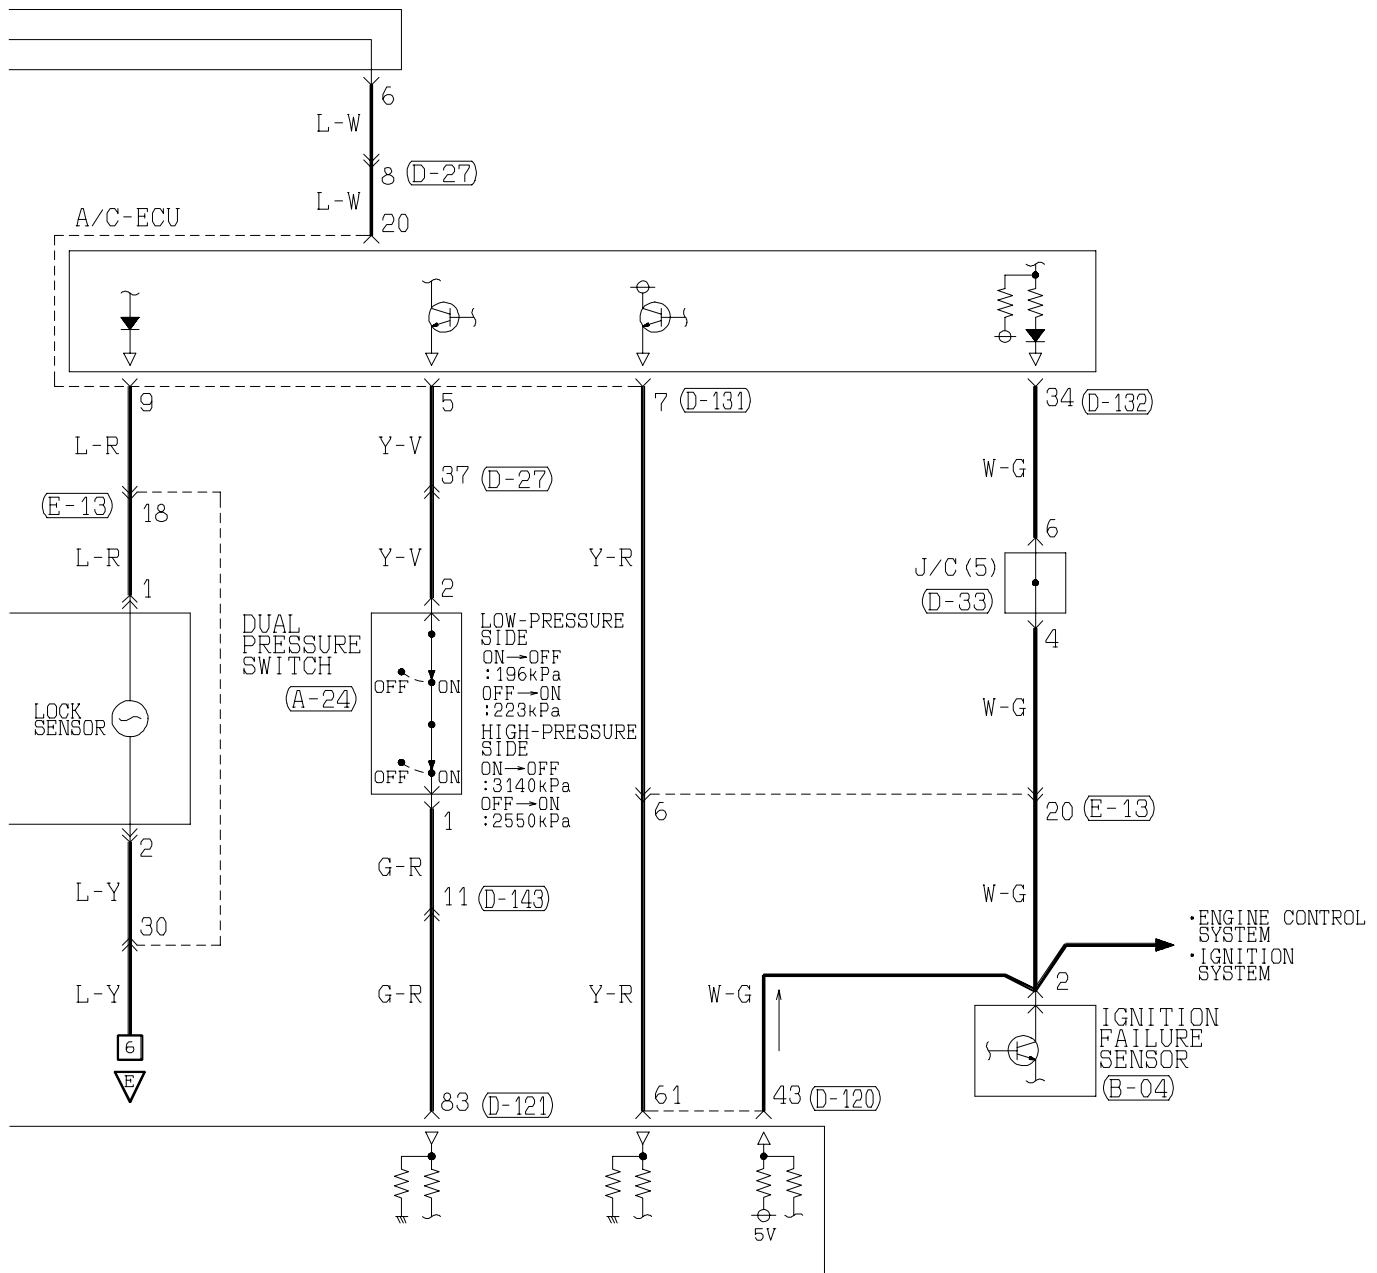 6
L-W
8 (D-27)
L-W
20
A/C-ECU
9
5
7 (D-131)
34 (D-132)
L-R
Y-V
W-G
37 (D-27)
(E-13)
18
6
L-R
Y-V
Y-R
J/C(5)
(D-33)
1
2
4
DUAL
PRESSURE
SWITCH
(A-24)
OFF
ON
OFF
ON
LOW-PRESSURE
SIDE
ON→OFF
:196kPa
OFF→ON
:223kPa
HIGH-PRESSURE
SIDE
ON→OFF
:3140kPa
OFF→ON
:2550kPa
LOCK
SENSOR
W-G
6
20 (E-13)
2
1
L-Y
G-R
W-G
30
11 (D-143)
·ENGINE CONTROL
SYSTEM
·IGNITION
SYSTEM
L-Y
G-R
Y-R
W-G
2
IGNITION
FAILURE
SENSOR
(B-04)
6
E
83 (D-121)
61
43 (D-120)
5V